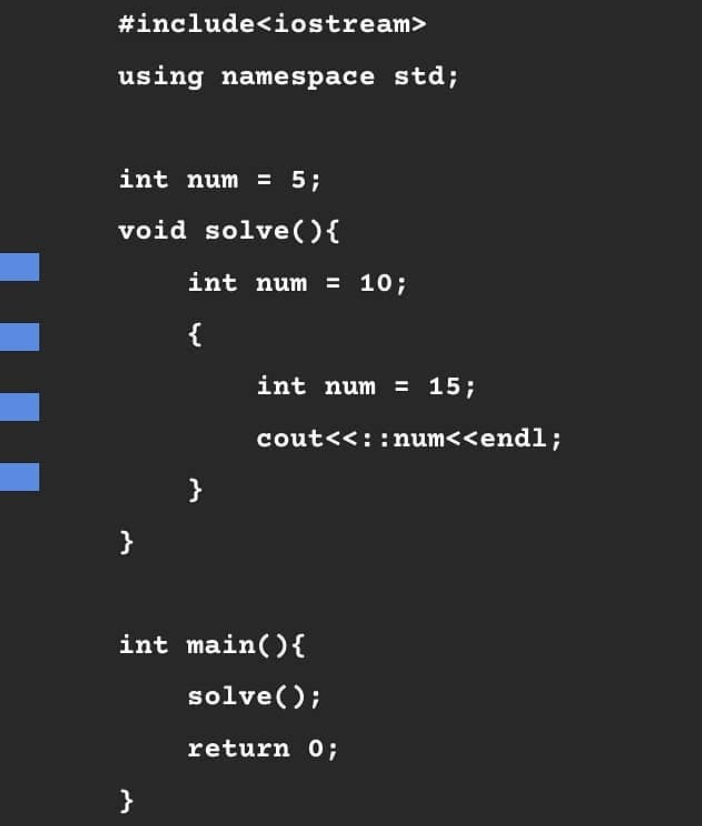 #include<iostream>
using namespace std;
int num = 5;
void solve(){
int num = 10;
{
int num = 15;
cout<<::num<<endl;
}
}
int main(){
solve();
return 0;
}